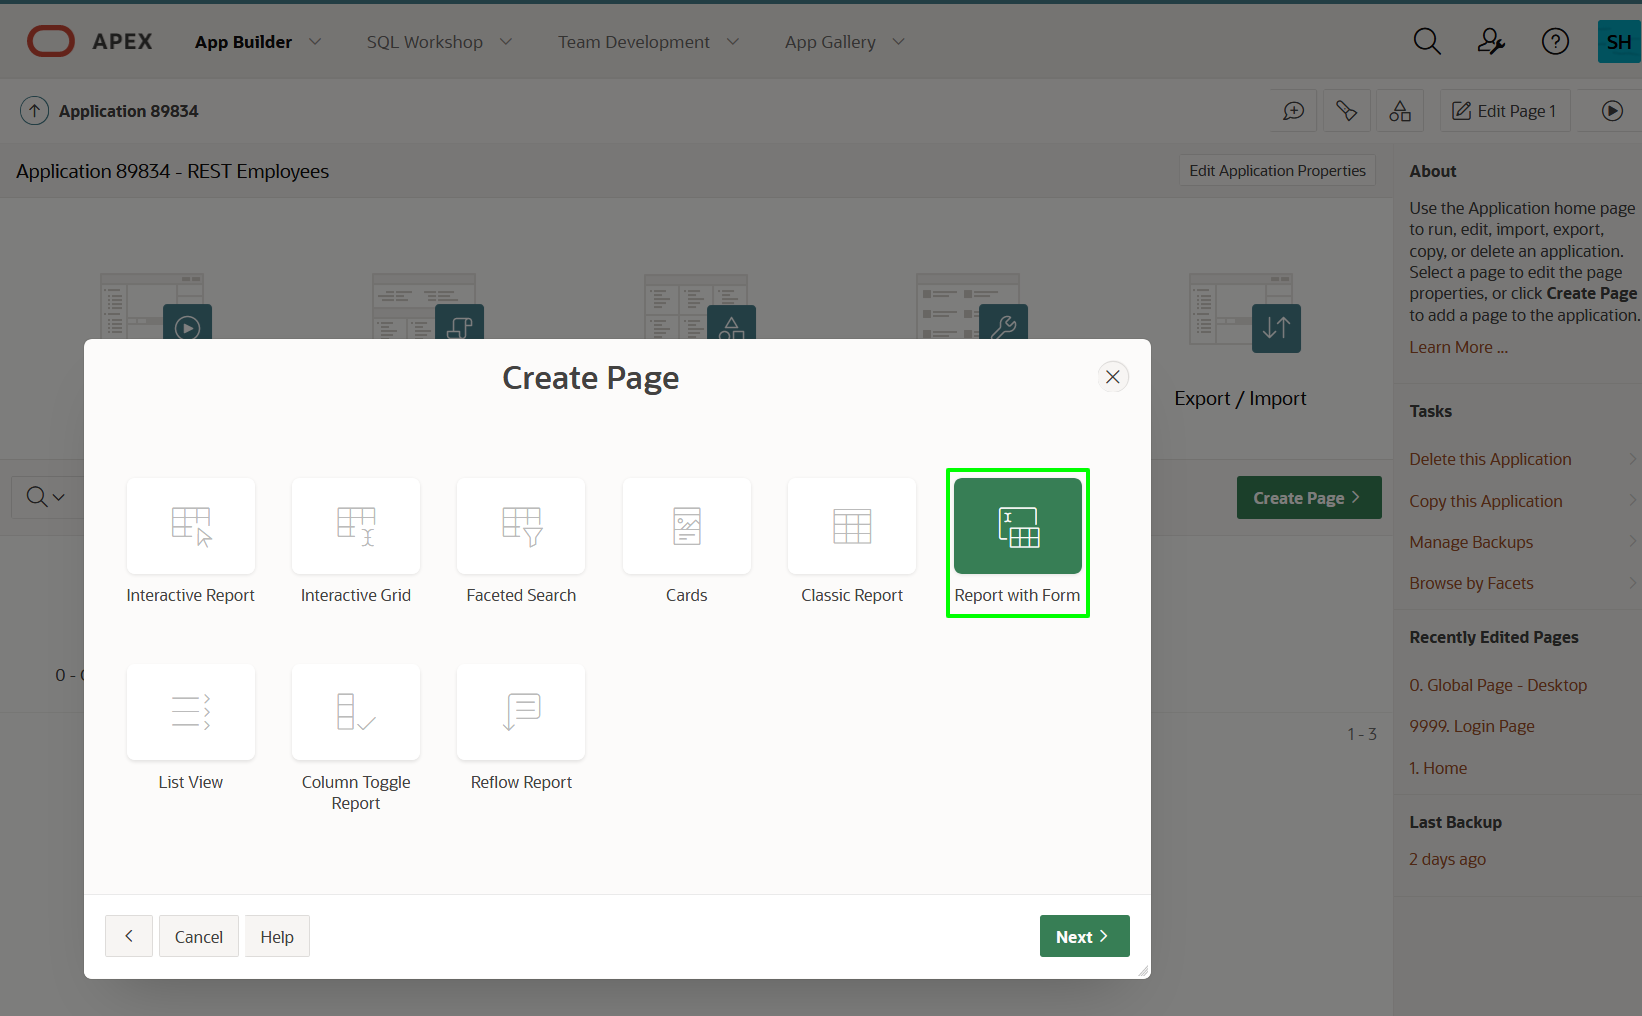 APEX
App Builder
SQL Workshop
Team Development
App Gallery
SH
Application 89834
Edit Page 1
Application 89834 - REST Employees
Edit Application Properties
About
Use the Application home page
to run, edit, import, export,
copy, or delete an application.
Select a page to edit the page
properties, or click Create Page
to add a page to the application.
Learn More ...
Export / Import
Create Page
Interactive Report
Interactive Grid
Faceted Search
Cards
Classic Report
Report with Form
List View
Column Toggle
Report
Reflow Report
Cancel
Help
Next
Create Page
0 -
1 - 3
Tasks
Delete this Application
Copy this Application
Manage Backups
Browse by Facets
Recently Edited Pages
0. Global Page - Desktop
9999. Login Page
1. Home
Last Backup
2 days ago